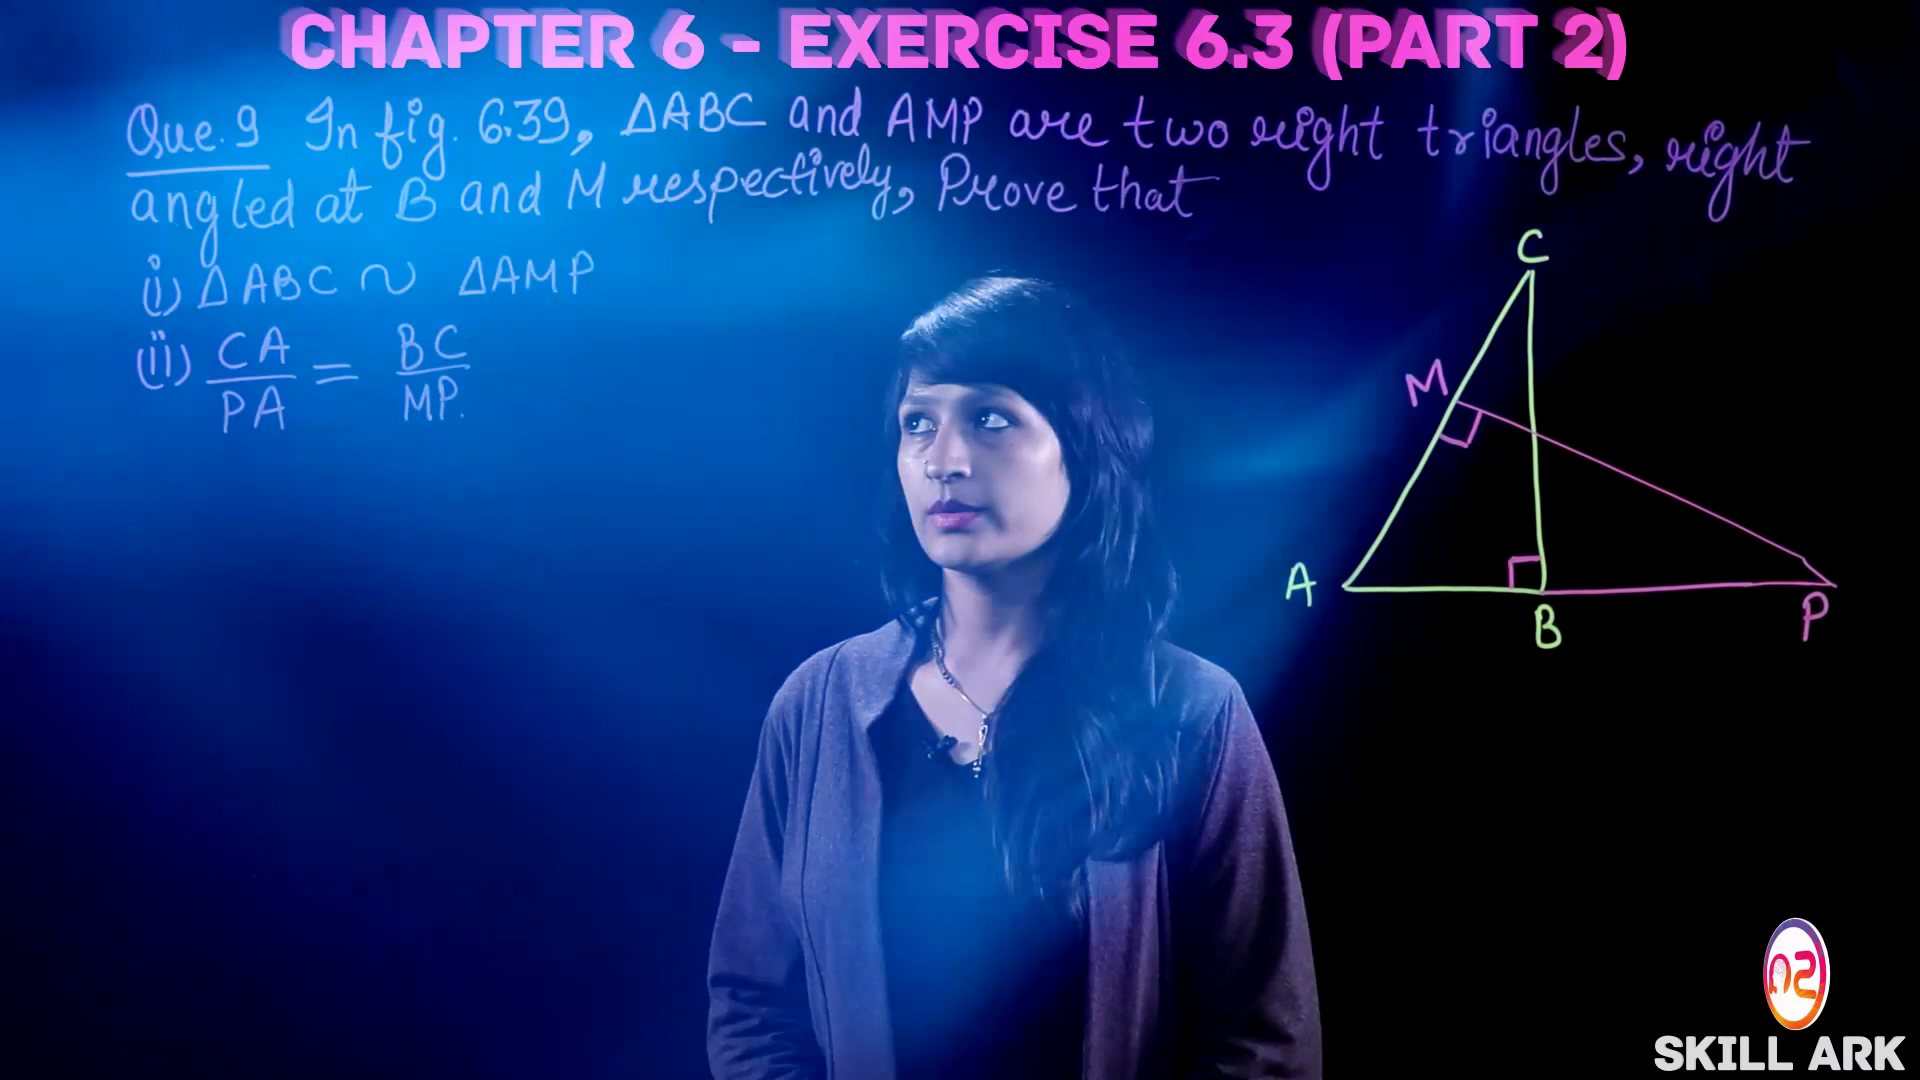 CHAPTER 6 - EXERCISE 6.3 (PART 2)
Que. 9 In fig. 6.39, ΔABC and AMP are two right triangles, right
angled at B and M respectively, Prove that
(i) ΔABC ~ ΔAMP
(ii) CA/PA = BC/MP.
C
M
A
B
P
SKILL ARK